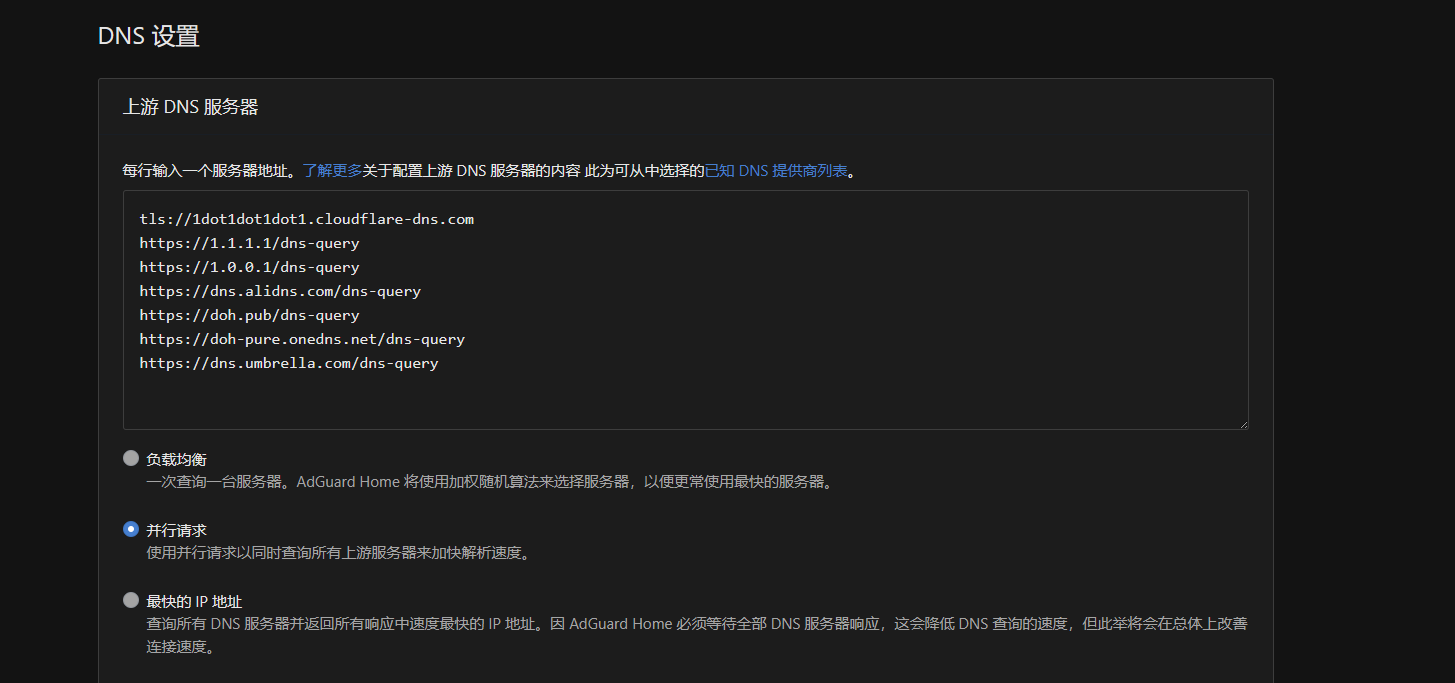 DNS 设置
上游 DNS 服务器
每行输入一个服务器地址。了解更多关于配置上游 DNS 服务器的内容 此为可从中选择的已知 DNS 提供商列表。
tls://1dot1dot1dot1.cloudflare-dns.com
https://1.1.1.1/dns-query
https://1.0.0.1/dns-query
https://dns.alidns.com/dns-query
https://doh.pub/dns-query
https://doh-pure.onedns.net/dns-query
https://dns.umbrella.com/dns-query
负载均衡
一次查询一台服务器。AdGuard Home 将使用加权随机算法来选择服务器，以便更常使用最快的服务器。
并行请求
使用并行请求以同时查询所有上游服务器来加快解析速度。
最快的 IP 地址
查询所有 DNS 服务器并返回所有响应中速度最快的 IP 地址。因 AdGuard Home 必须等待全部 DNS 服务器响应，这会降低 DNS 查询的速度，但此举将会在总体上改善
连接速度。